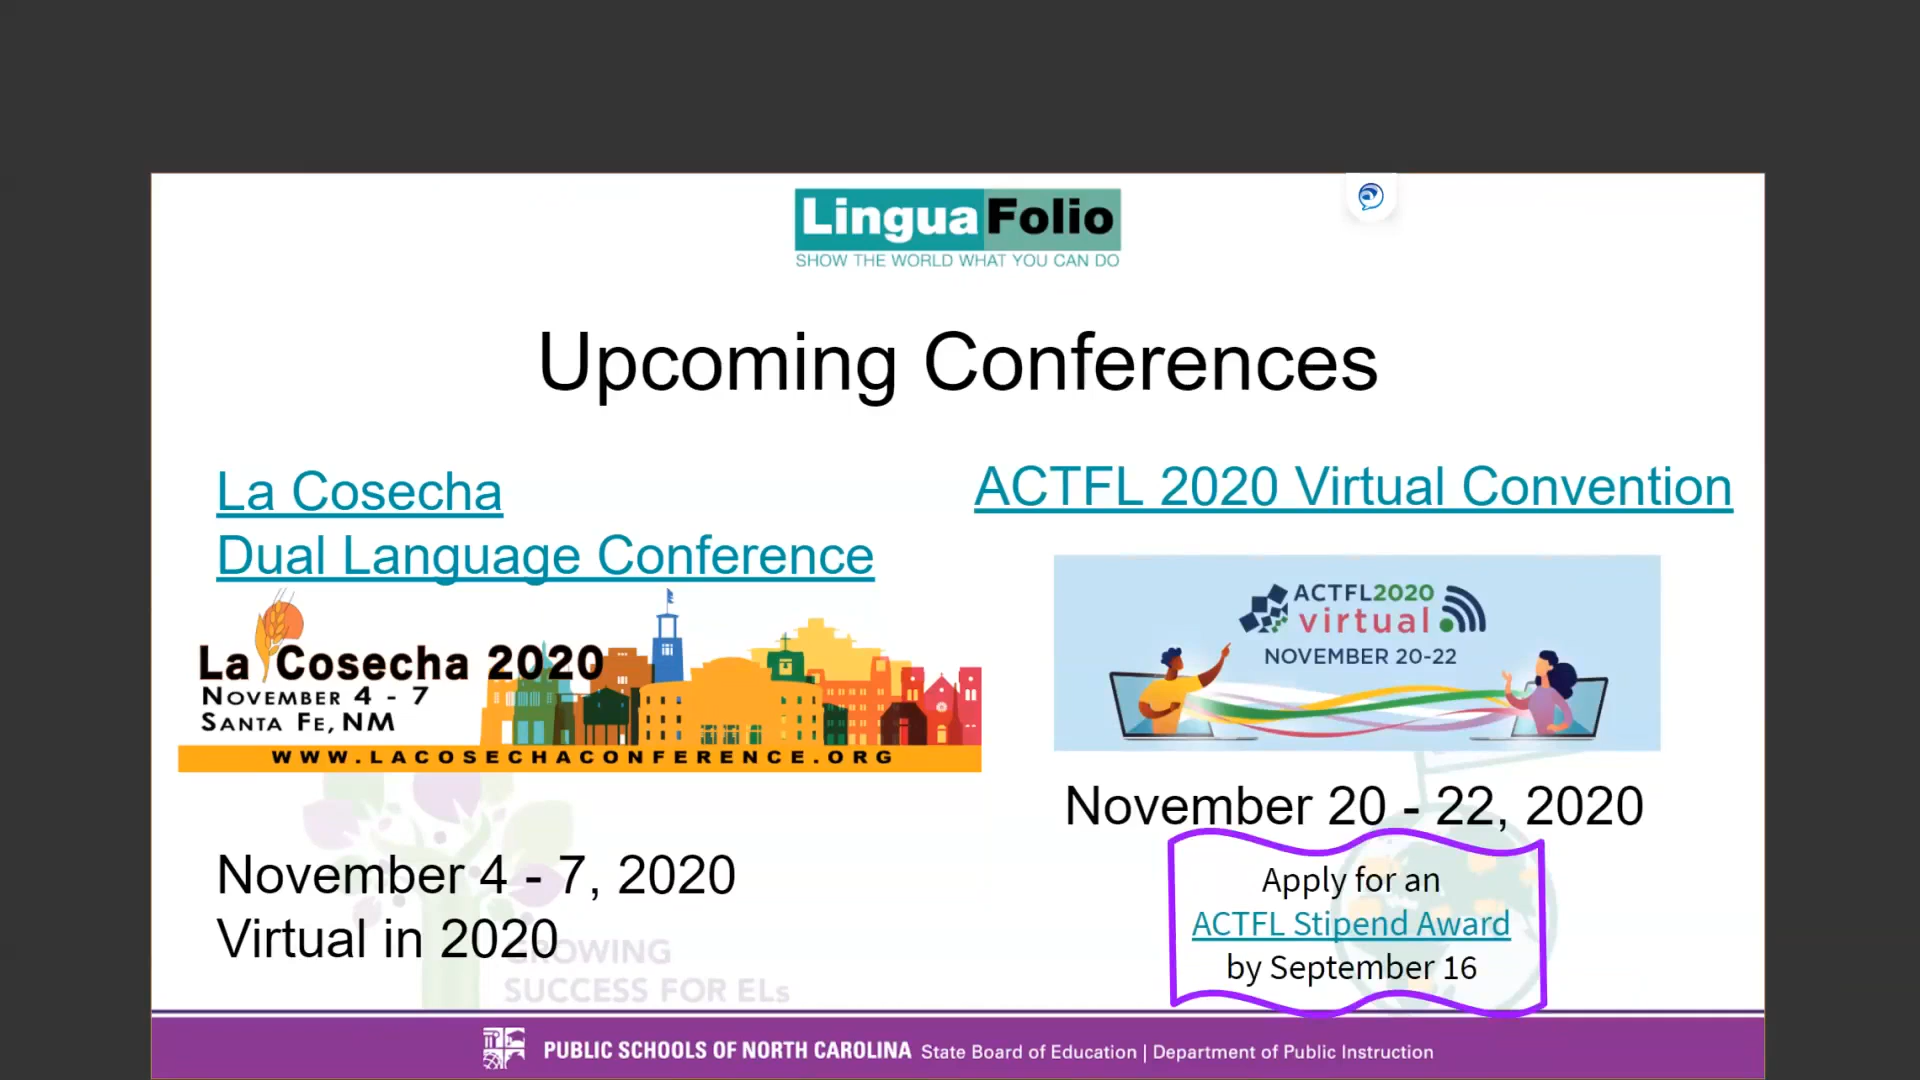 LinguaFolio
SHOW THE WORLD WHAT YOU CAN DO
Upcoming Conferences
La Cosecha
Dual Language Conference
La Cosecha 2020
NOVEMBER 4 - 7
SANTA FE, NM
WWW.LACOSECHACONFERENCE.ORG
November 4 - 7, 2020
Virtual in 2020
GROWING
SUCCESS FOR ELs
ACTFL 2020 Virtual Convention
ACTFL2020
virtual
NOVEMBER 20-22
November 20 - 22, 2020
Apply for an
ACTFL Stipend Award
by September 16
PUBLIC SCHOOLS OF NORTH CAROLINA State Board of Education | Department of Public Instruction